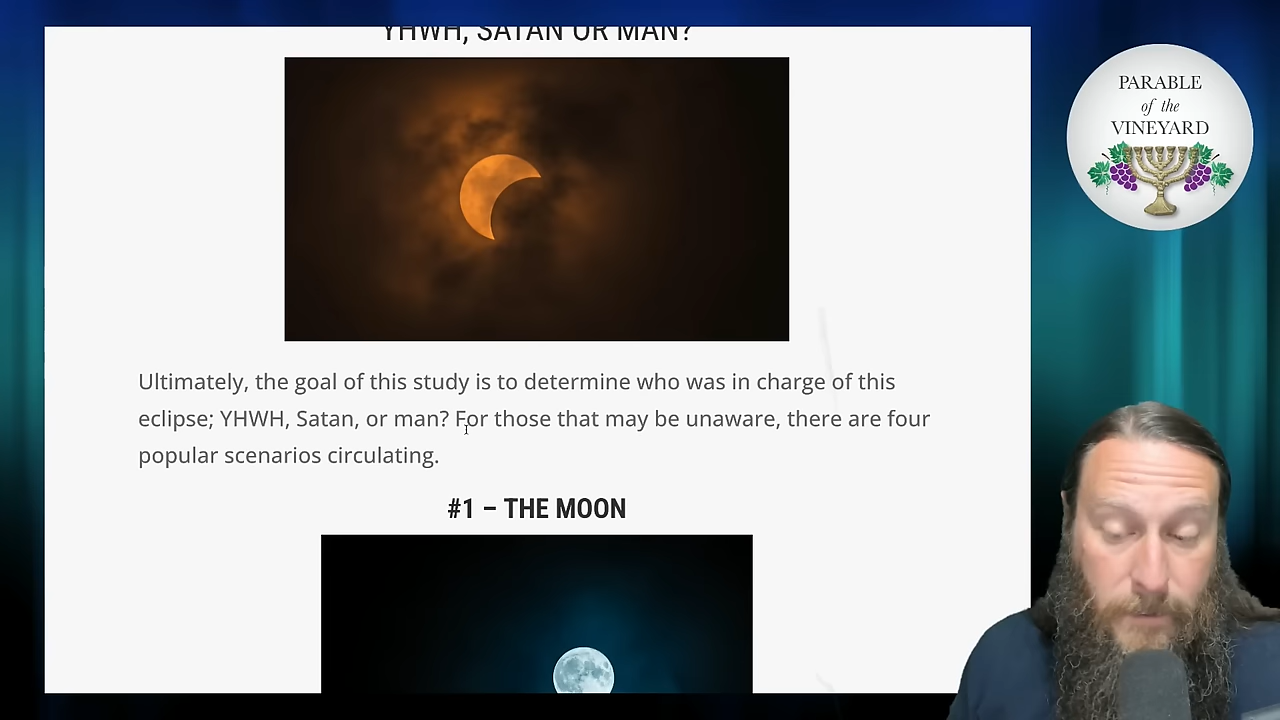 YHWH, SATAN OR MAN?
PARABLE
of the
VINEYARD
Ultimately, the goal of this study is to determine who was in charge of this
eclipse; YHWH, Satan, or man? For those that may be unaware, there are four
popular scenarios circulating.
#1 – THE MOON